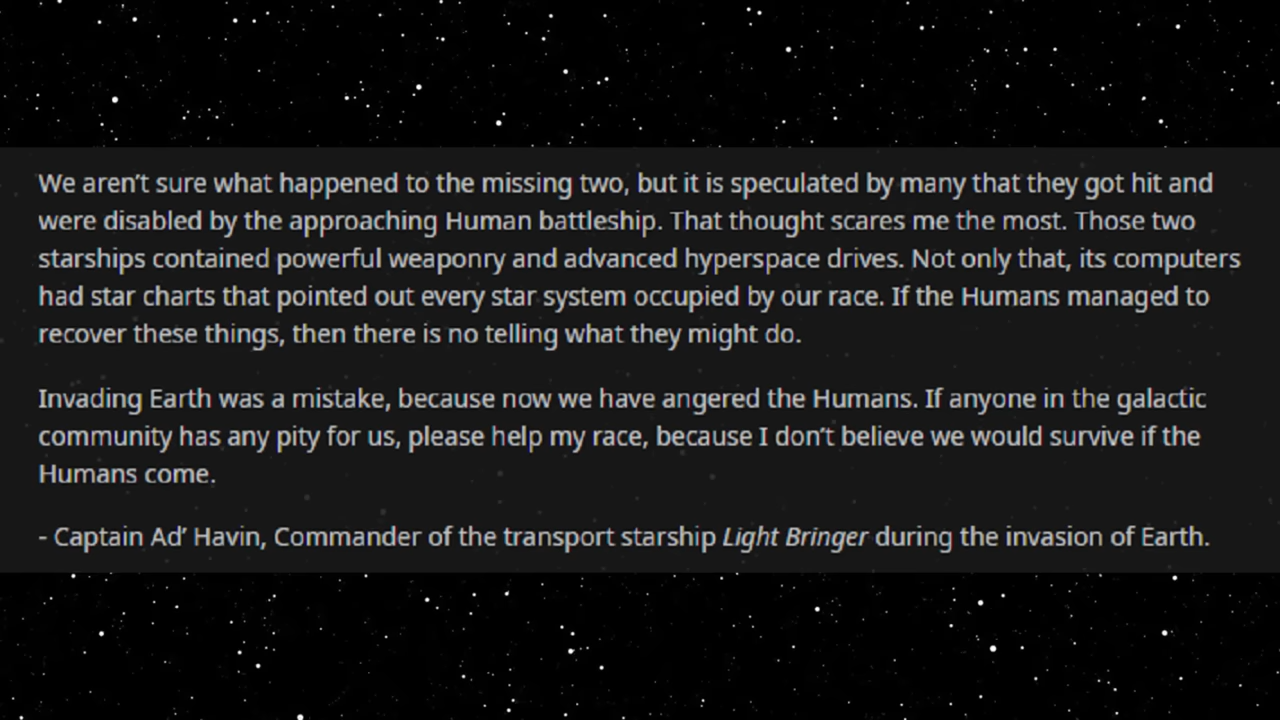 We aren’t sure what happened to the missing two, but it is speculated by many that they got hit and
were disabled by the approaching Human battleship. That thought scares me the most. Those two
starships contained powerful weaponry and advanced hyperspace drives. Not only that, its computers
had star charts that pointed out every star system occupied by our race. If the Humans managed to
recover these things, then there is no telling what they might do.
Invading Earth was a mistake, because now we have angered the Humans. If anyone in the galactic
community has any pity for us, please help my race, because I don’t believe we would survive if the
Humans come.
- Captain Ad’ Havin, Commander of the transport starship Light Bringer during the invasion of Earth.